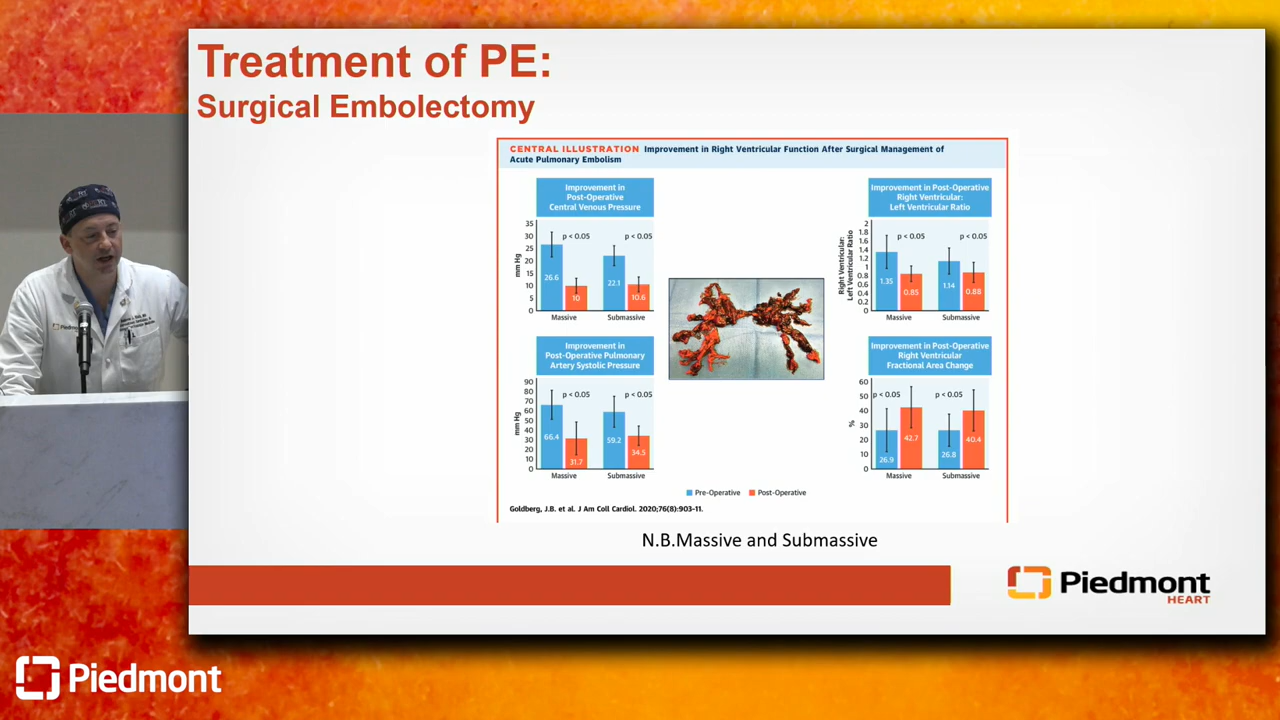 Treatment of PE:
Surgical Embolectomy
CENTRAL ILLUSTRATION Improvement in Right Ventricular Function After Surgical Management of
Acute Pulmonary Embolism
Improvement in
Post-Operative
Central Venous Pressure
mm Hg
35
30
25
20
15
10
5
0
p < 0.05
p < 0.05
26.6
10
22.1
10.6
Massive
Submassive
Improvement in Post-Operative
Right Ventricular:
Left Ventricular Ratio
Right Ventricular:
Left Ventricular Ratio
2
1.8
1.6
1.4
1.2
1
0.8
0.6
0.4
0.2
0
p < 0.05
p < 0.05
1.35
0.85
1.14
0.88
Massive
Submassive
Improvement in
Post-Operative Pulmonary
Artery Systolic Pressure
mm Hg
90
80
70
60
50
40
30
20
10
0
p < 0.05
p < 0.05
66.4
31.7
59.2
34.5
Massive
Submassive
Improvement in Post-Operative
Right Ventricular
Fractional Area Change
%
60
50
40
30
20
10
0
p < 0.05
p < 0.05
26.9
42.7
26.8
40.4
Massive
Submassive
Pre-Operative
Post-Operative
Goldberg, J.B. et al. J Am Coll Cardiol. 2020;76(8):903-11.
N.B.Massive and Submassive
Piedmont
HEART
Piedmont